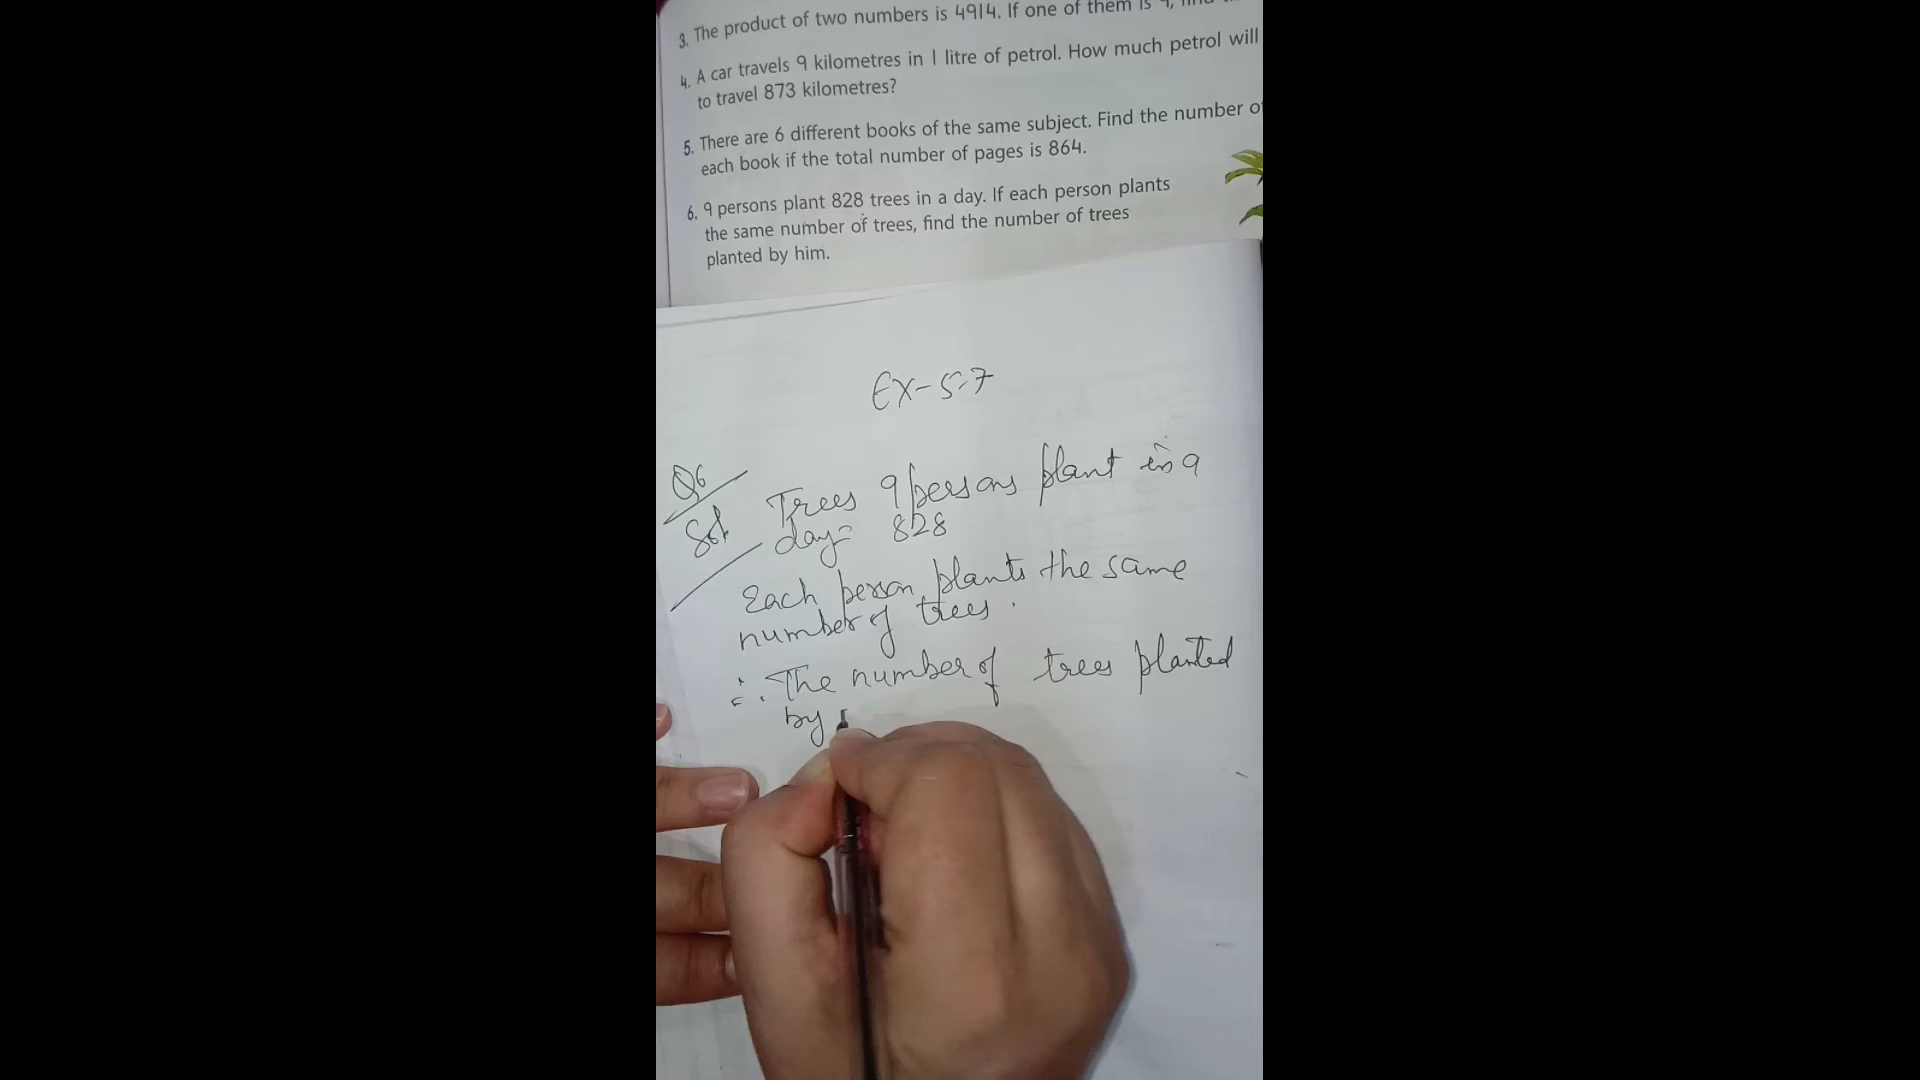 3. The product of two numbers is 4914. If one of them is
4. A car travels 9 kilometres in 1 litre of petrol. How much petrol will
to travel 873 kilometres?
5. There are 6 different books of the same subject. Find the number of
each book if the total number of pages is 864.
6. 9 persons plant 828 trees in a day. If each person plants
the same number of trees, find the number of trees
planted by him.
EX-5.7
Q6
Sol Trees 9 persons plant in a
day= 828
Each person plants the same
number of trees.
∴ The number of trees planted
by